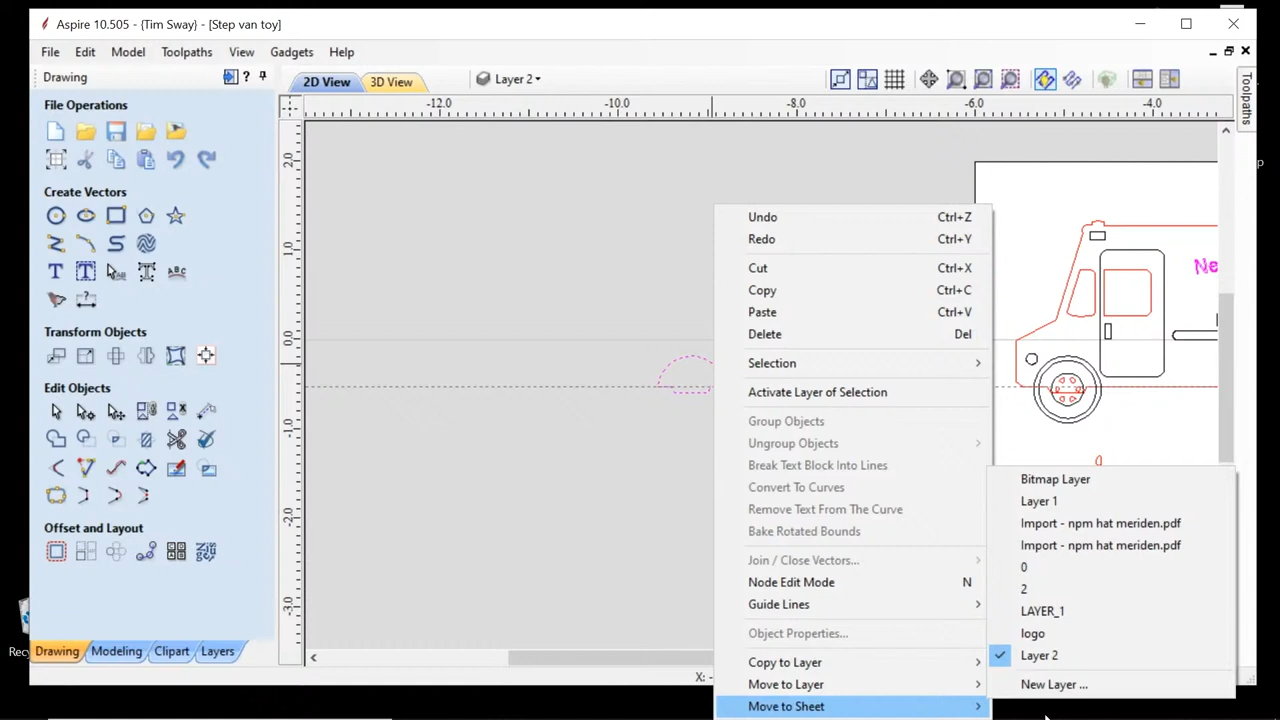 Aspire 10.505 - {Tim Sway} - [Step van toy]
File Edit Model Toolpaths View Gadgets Help
Drawing
2D View 3D View Layer 2
File Operations
Create Vectors
Transform Objects
Edit Objects
Offset and Layout
Drawing Modeling Clipart Layers
-12.0 -10.0 -8.0 -6.0 -4.0
2.0
1.0
0.0
-1.0
-2.0
-3.0
Toolpaths
Ne
Undo Ctrl+Z
Redo Ctrl+Y
Cut Ctrl+X
Copy Ctrl+C
Paste Ctrl+V
Delete Del
Selection
Activate Layer of Selection
Group Objects
Ungroup Objects
Break Text Block Into Lines
Convert To Curves
Remove Text From The Curve
Bake Rotated Bounds
Join / Close Vectors...
Node Edit Mode N
Guide Lines
Object Properties...
Copy to Layer
Move to Layer
Move to Sheet
Bitmap Layer
Layer 1
Import - npm hat meriden.pdf
Import - npm hat meriden.pdf
0
2
LAYER_1
logo
Layer 2
New Layer ...
X: -